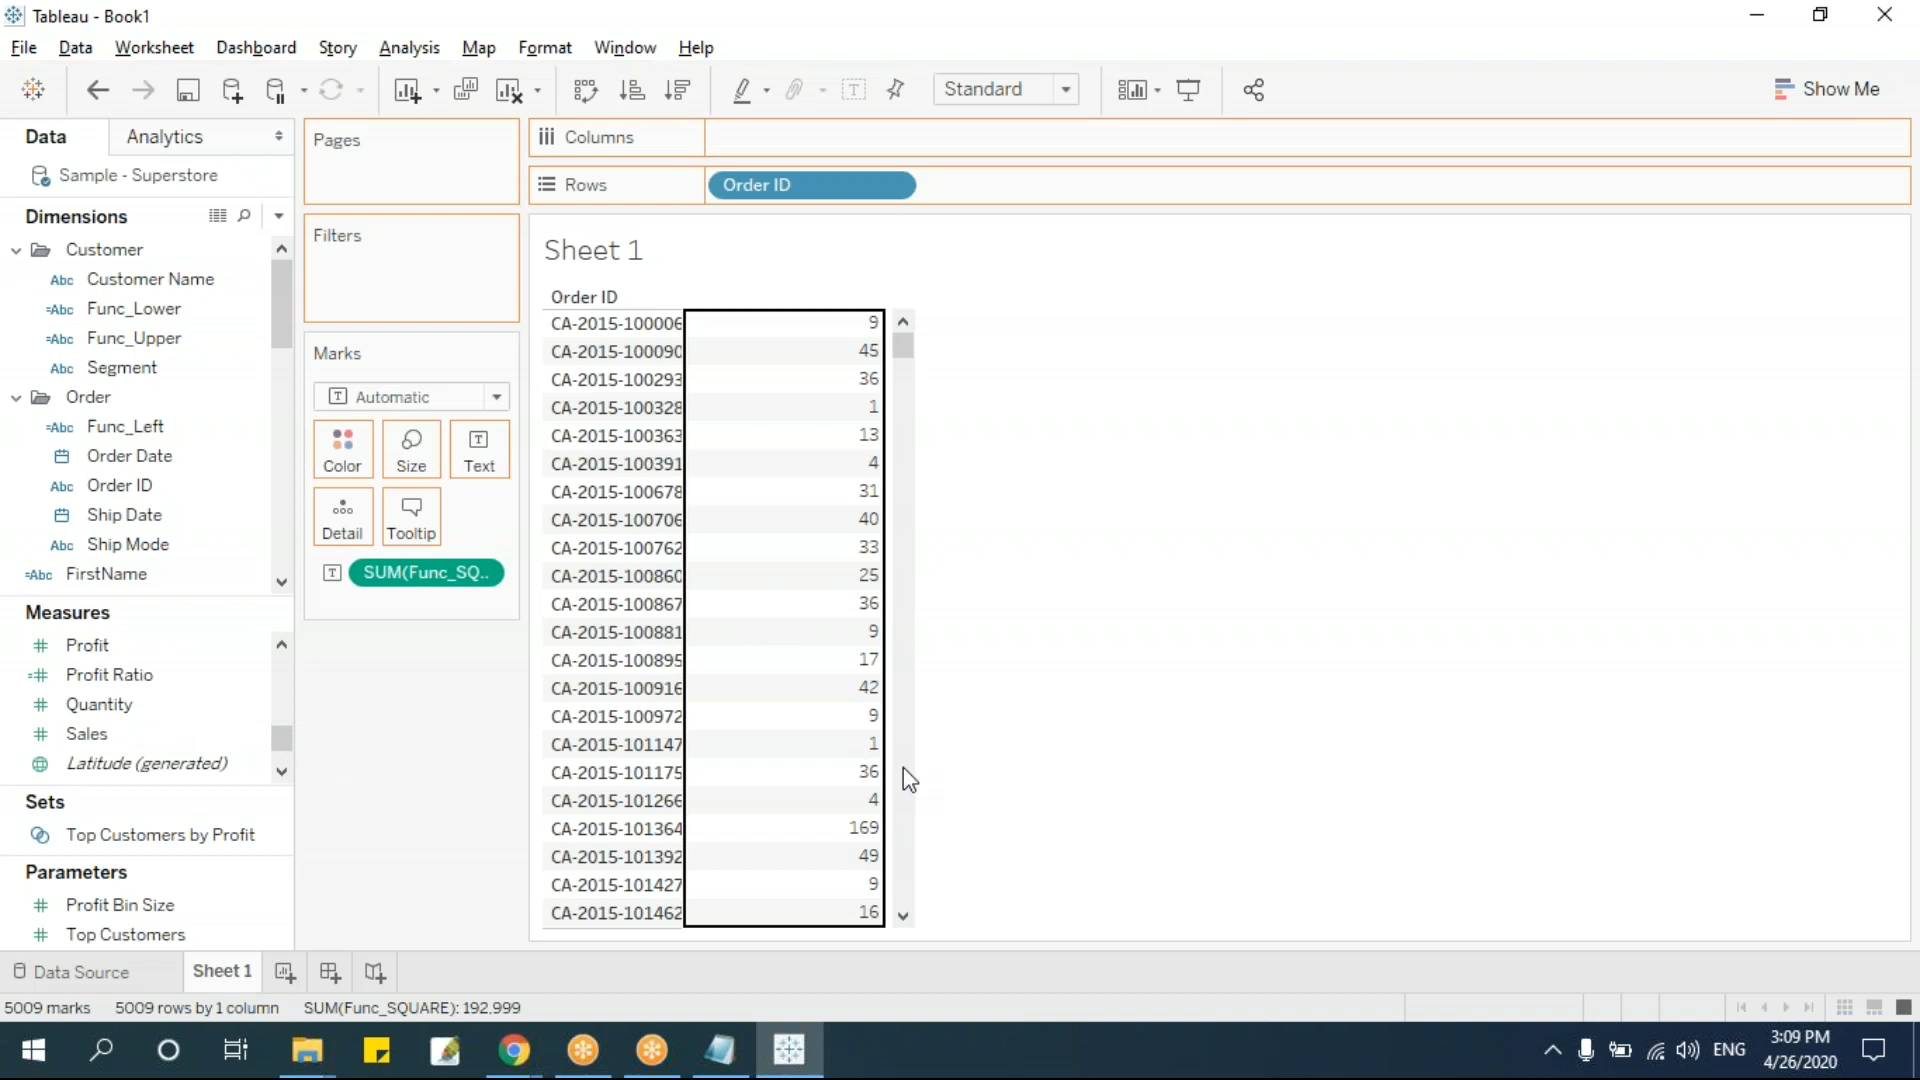 Tableau - Book1
File Data Worksheet Dashboard Story Analysis Map Format Window Help
Standard
Show Me
Data
Analytics
Sample - Superstore
Dimensions
Customer
Abc Customer Name
=Abc Func_Lower
=Abc Func_Upper
Abc Segment
Order
=Abc Func_Left
Order Date
Abc Order ID
Ship Date
Abc Ship Mode
=Abc FirstName
Measures
# Profit
=# Profit Ratio
# Quantity
# Sales
Latitude (generated)
Sets
Top Customers by Profit
Parameters
# Profit Bin Size
# Top Customers
Pages
Filters
Marks
T Automatic
Color Size T Text
Detail Tooltip
T SUM(Func_SQ..
Columns
Rows Order ID
Sheet 1
Order ID
CA-2015-100006 9
CA-2015-100090 45
CA-2015-100293 36
CA-2015-100328 1
CA-2015-100363 13
CA-2015-100391 4
CA-2015-100678 31
CA-2015-100706 40
CA-2015-100762 33
CA-2015-100860 25
CA-2015-100867 36
CA-2015-100881 9
CA-2015-100895 17
CA-2015-100916 42
CA-2015-100972 9
CA-2015-101147 1
CA-2015-101175 36
CA-2015-101266 4
CA-2015-101364 169
CA-2015-101392 49
CA-2015-101427 9
CA-2015-101462 16
Data Source Sheet 1
5009 marks 5009 rows by 1 column SUM(Func_SQUARE): 192,999
ENG
3:09 PM
4/26/2020